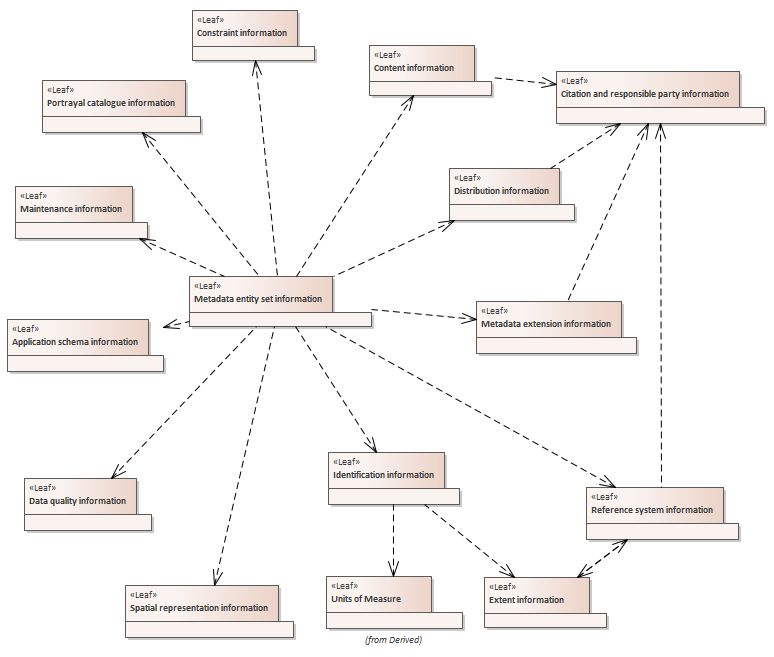 «Leaf»
Constraint information
«Leaf»
Content information
«Leaf»
Citation and responsible party information
«Leaf»
Portrayal catalogue information
«Leaf»
Distribution information
«Leaf»
Maintenance information
«Leaf»
Metadata entity set information
«Leaf»
Metadata extension information
«Leaf»
Application schema information
«Leaf»
Identification information
«Leaf»
Data quality information
«Leaf»
Reference system information
«Leaf»
Spatial representation information
«Leaf»
Units of Measure
(from Derived)
«Leaf»
Extent information